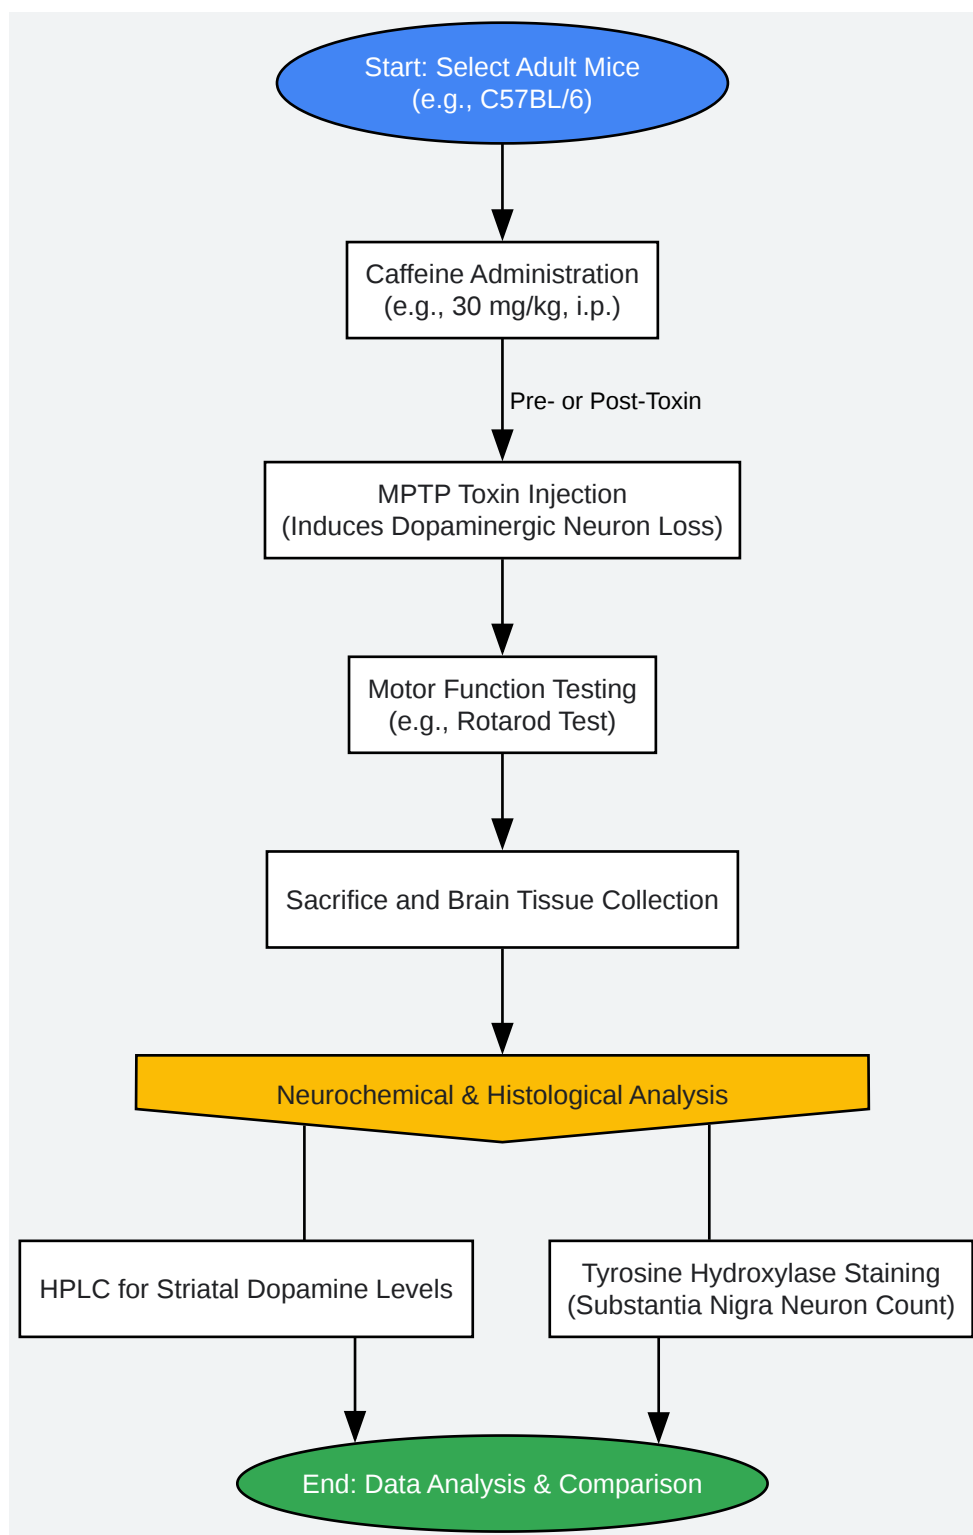 Start: Select Adult Mice
(e.g., C57BL/6)
Caffeine Administration
(e.g., 30 mg/kg, i.p.)
Pre- or Post-Toxin
MPTP Toxin Injection
(Induces Dopaminergic Neuron Loss)
Motor Function Testing
(e.g., Rotarod Test)
Sacrifice and Brain Tissue Collection
Neurochemical & Histological Analysis
HPLC for Striatal Dopamine Levels
Tyrosine Hydroxylase Staining
(Substantia Nigra Neuron Count)
End: Data Analysis & Comparison